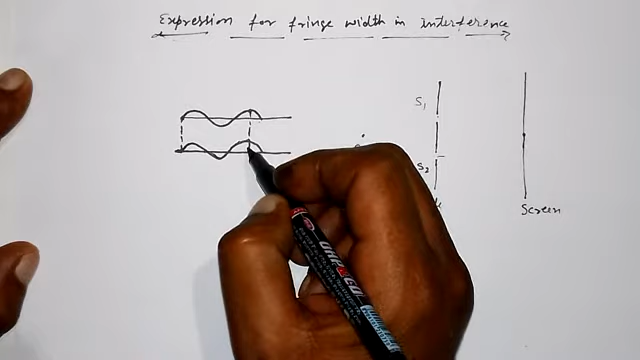 Expression for fringe width in interference
S1
S2
Screen